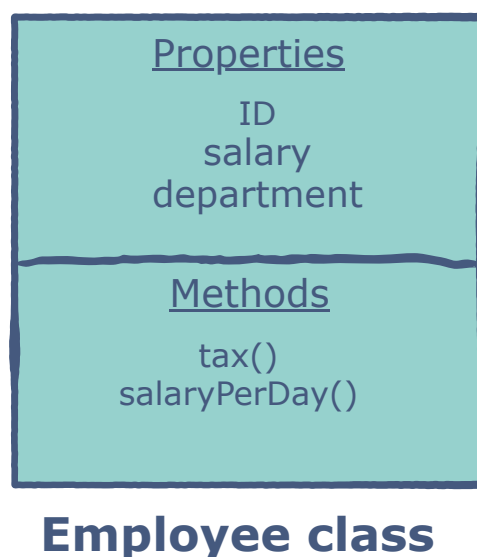 Properties
ID
salary
department
Methods
tax()
salaryPerDay()
Employee class